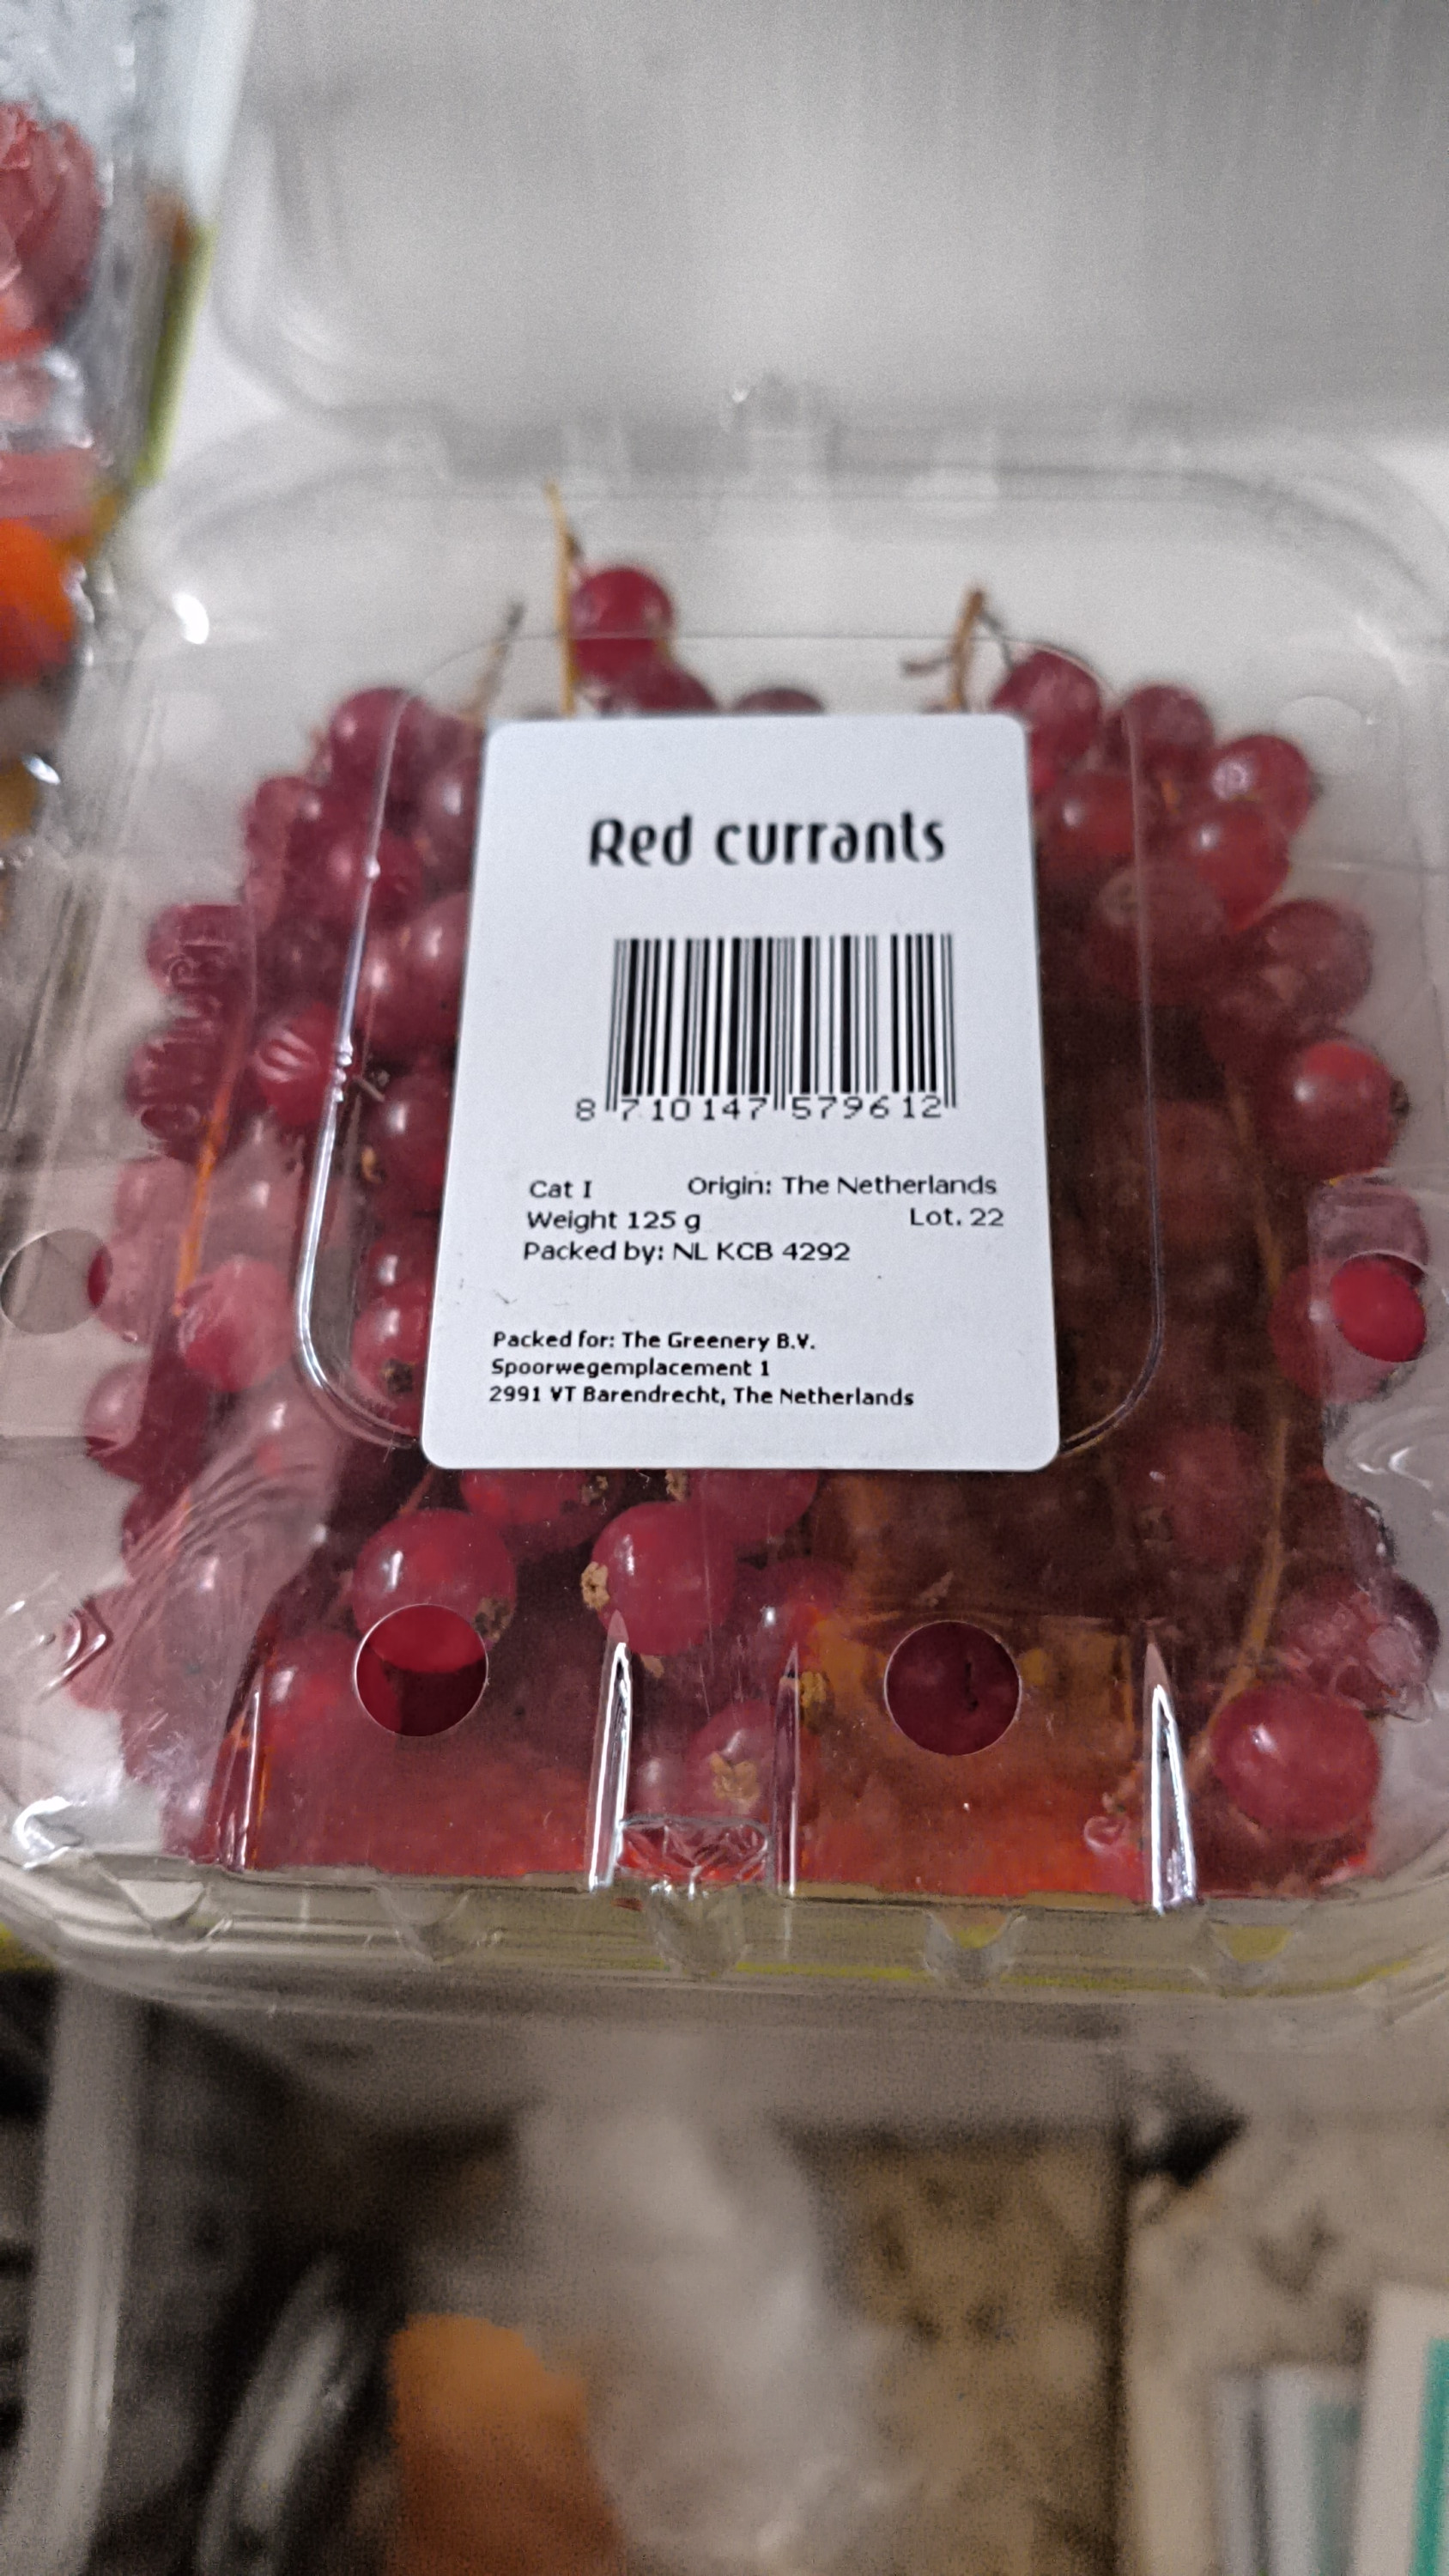 Red currants
8 710147 579612
Cat I Origin: The Netherlands
Weight 125 g Lot. 22
Packed by: NL KCB 4292
Packed for: The Greenery B.V.
Spoorwegemplacement 1
2991 VT Barendrecht, The Netherlands